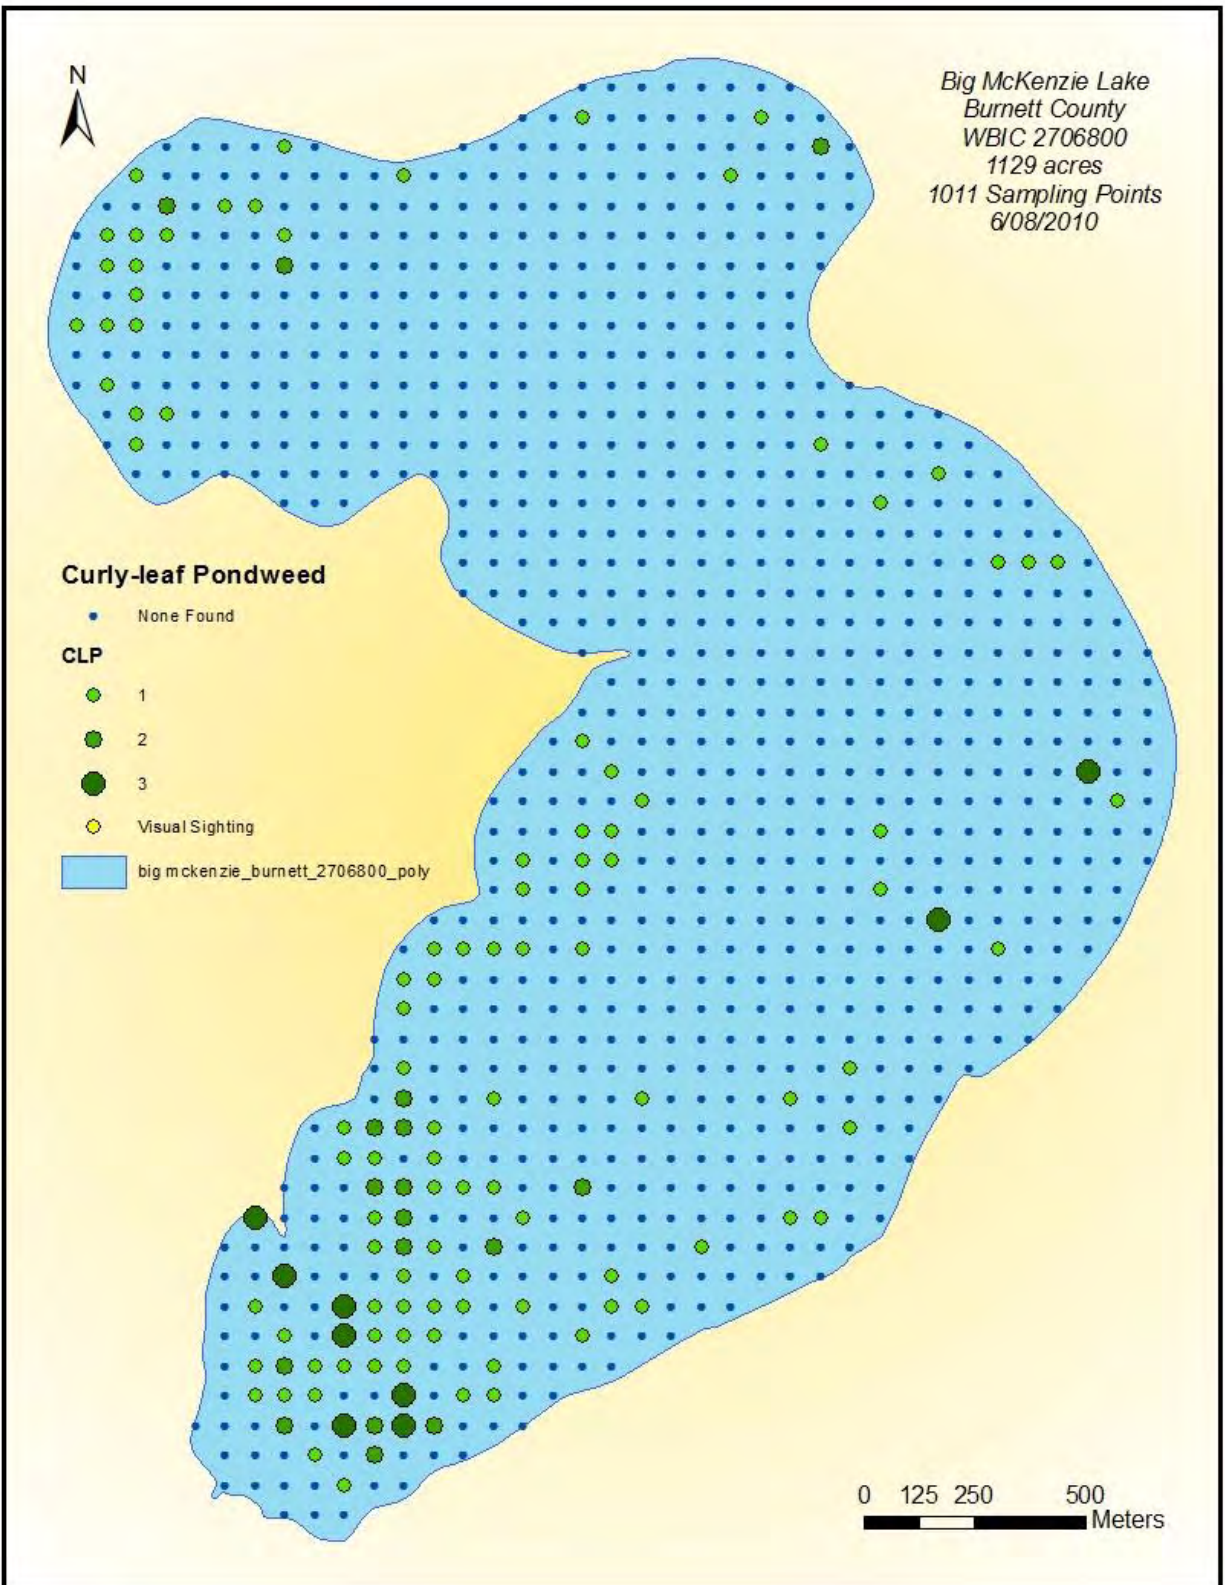 N
Big McKenzie Lake
Burnett County
WBIC 2706800
1129 acres
1011 Sampling Points
6/08/2010
Curly-leaf Pondweed
None Found
CLP
1
2
3
Visual Sighting
big mckenzie_burnett_2706800_poly
0 125 250 500
Meters